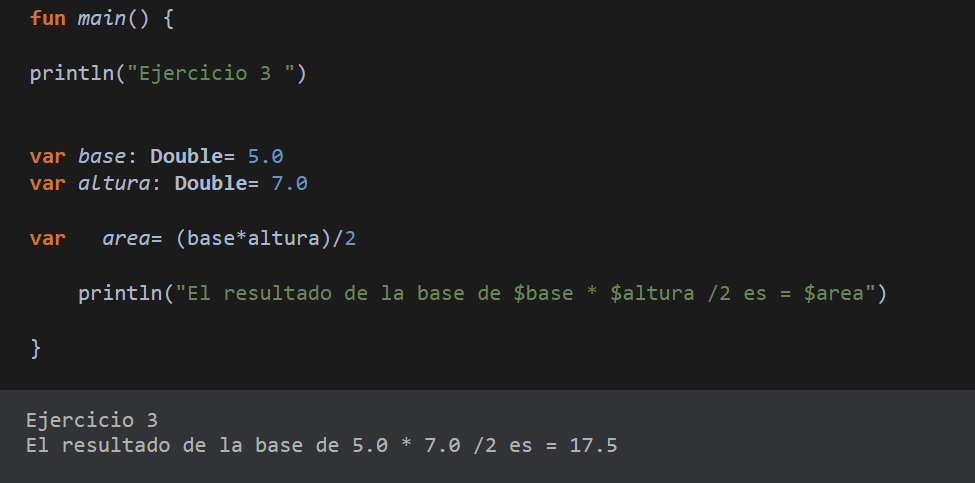 fun main() {
println("Ejercicio 3 ")
var base: Double= 5.0
var altura: Double= 7.0
var   area= (base*altura)/2
    println("El resultado de la base de $base * $altura /2 es = $area")
}
Ejercicio 3
El resultado de la base de 5.0 * 7.0 /2 es = 17.5